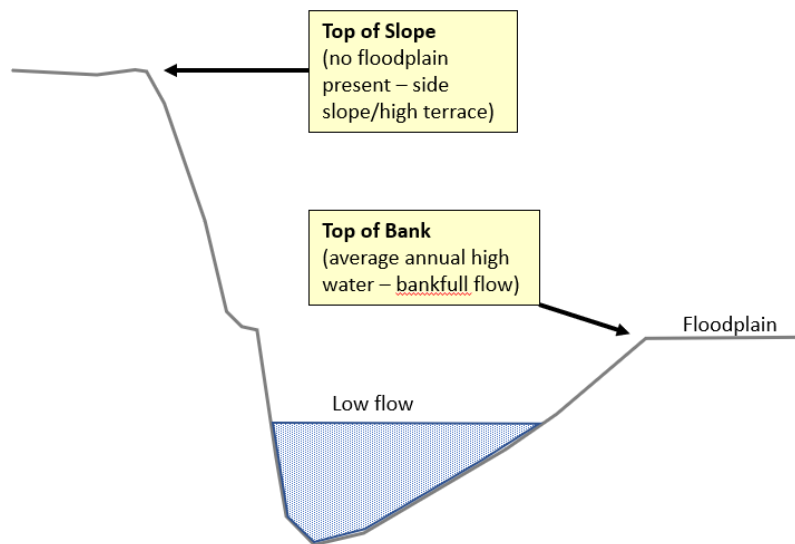 Top of Slope
(no floodplain
present – side
slope/high terrace)
Top of Bank
(average annual high
water – bankfull flow)
Floodplain
Low flow